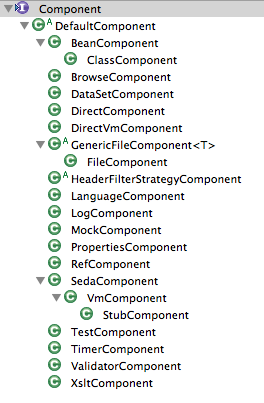 I Component
C A DefaultComponent
C BeanComponent
C ClassComponent
C BrowseComponent
C DataSetComponent
C DirectComponent
C DirectVmComponent
C A GenericFileComponent<T>
C FileComponent
C A HeaderFilterStrategyComponent
C LanguageComponent
C LogComponent
C MockComponent
C PropertiesComponent
C RefComponent
C SedaComponent
C VmComponent
C StubComponent
C TestComponent
C TimerComponent
C ValidatorComponent
C XsltComponent